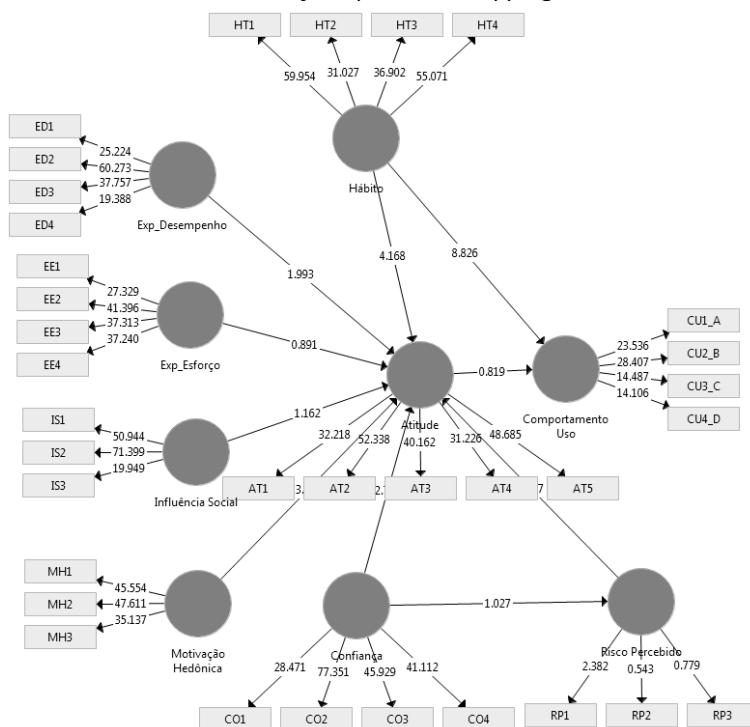 HT1
HT2
HT3
HT4
59.954
31.027
36.902
55.071
ED1
ED2
ED3
ED4
25.224
60.273
37.757
19.388
Exp_Desempenho
Hábito
1.993
4.168
8.826
EE1
EE2
EE3
EE4
27.329
41.396
37.313
37.240
Exp_Esforço
0.891
CU1_A
CU2_B
CU3_C
CU4_D
23.536
28.407
14.487
14.106
0.819
Atitude
Comportamento
Uso
IS1
IS2
IS3
50.944
71.399
19.949
Influência Social
1.162
32.218
52.338
40.162
31.226
48.685
AT1
AT2
AT3
AT4
AT5
MH1
MH2
MH3
45.554
47.611
35.137
Motivação
Hedônica
Confiança
1.027
Risco Percebido
28.471
77.351
45.929
41.112
2.382
0.543
0.779
CO1
CO2
CO3
CO4
RP1
RP2
RP3